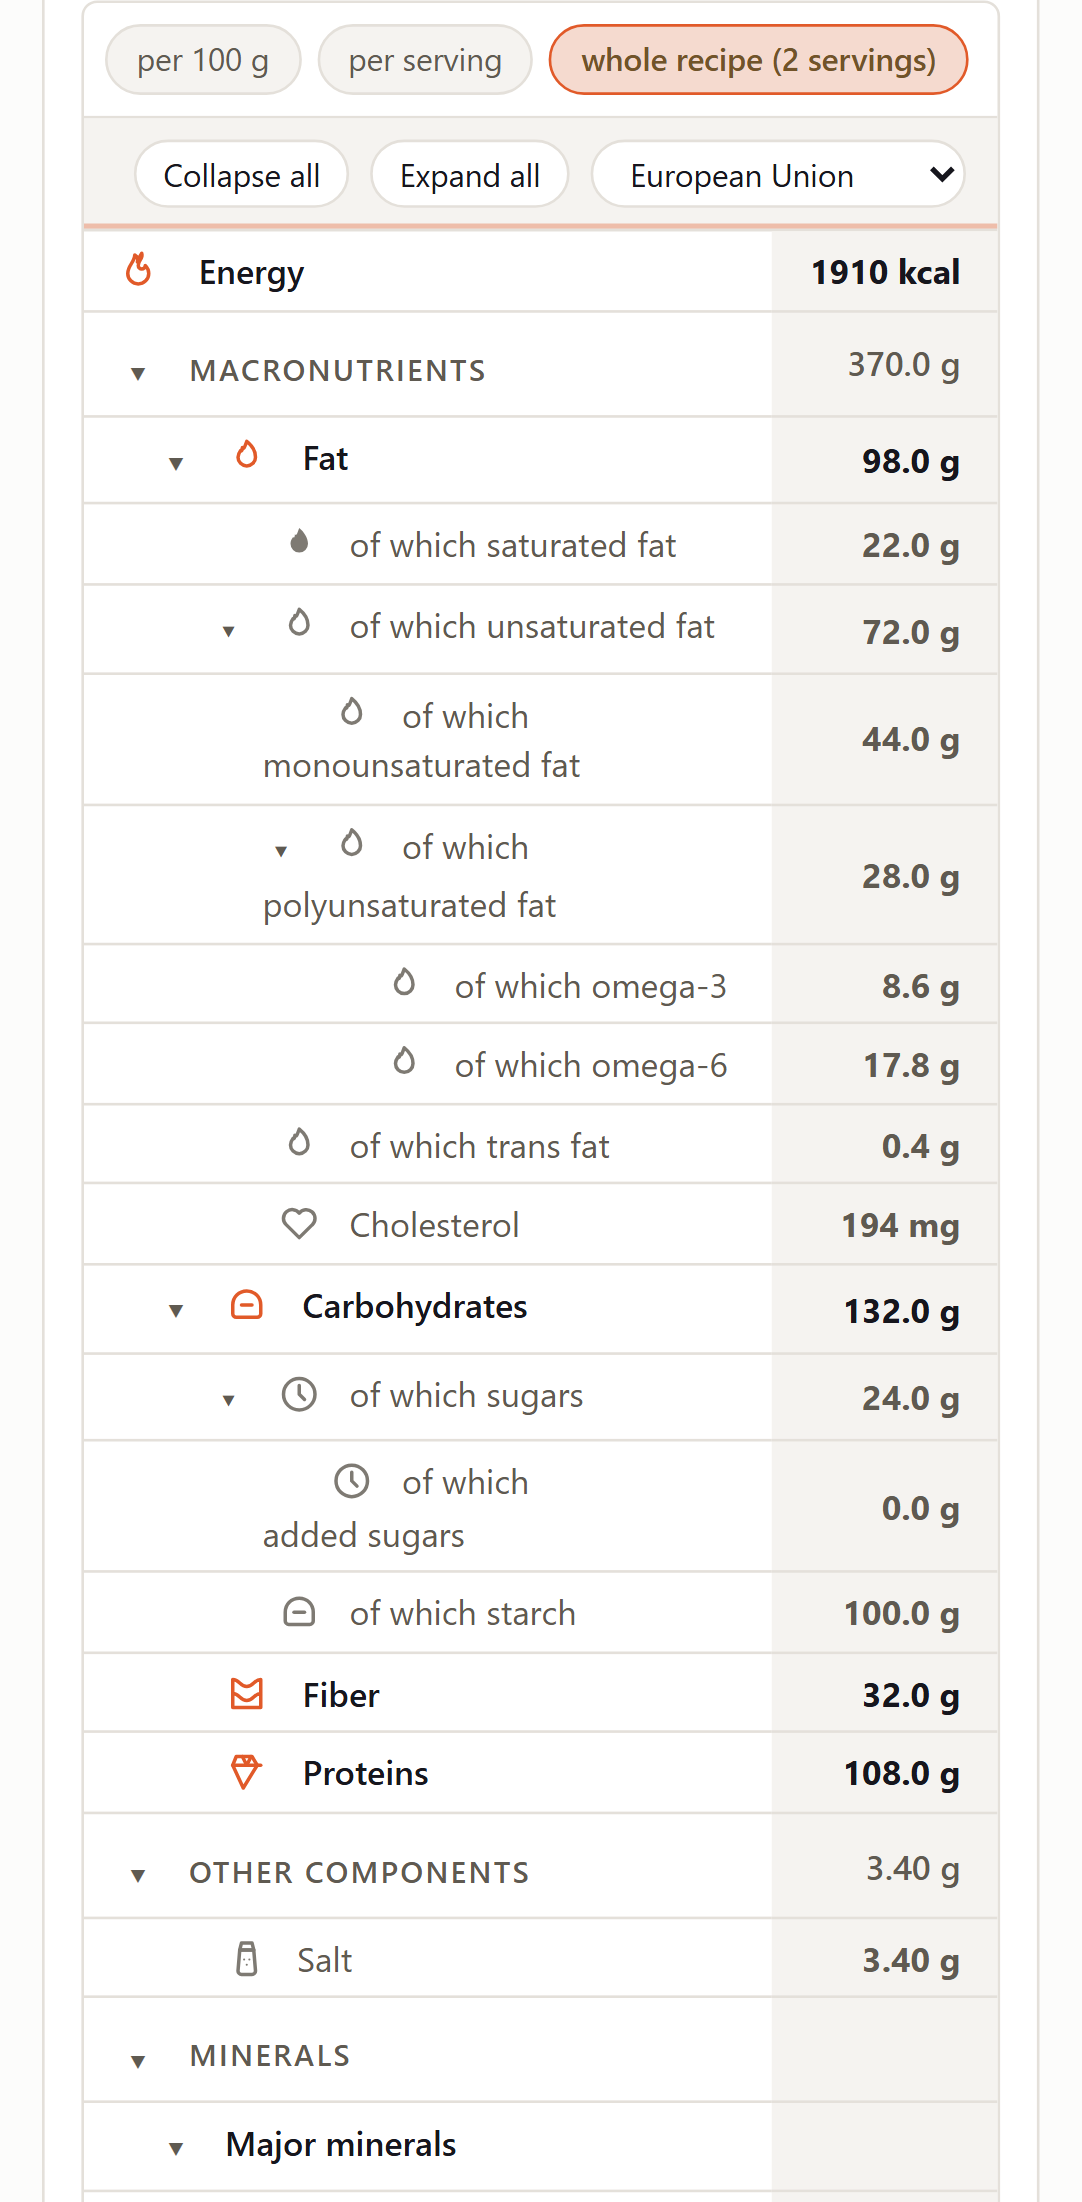 per 100 g per serving whole recipe (2 servings)
Collapse all Expand all European Union
Energy 1910 kcal
MACRONUTRIENTS 370.0 g
Fat 98.0 g
of which saturated fat 22.0 g
of which unsaturated fat 72.0 g
of which
monounsaturated fat 44.0 g
of which
polyunsaturated fat 28.0 g
of which omega-3 8.6 g
of which omega-6 17.8 g
of which trans fat 0.4 g
Cholesterol 194 mg
Carbohydrates 132.0 g
of which sugars 24.0 g
of which
added sugars 0.0 g
of which starch 100.0 g
Fiber 32.0 g
Proteins 108.0 g
OTHER COMPONENTS 3.40 g
Salt 3.40 g
MINERALS
Major minerals